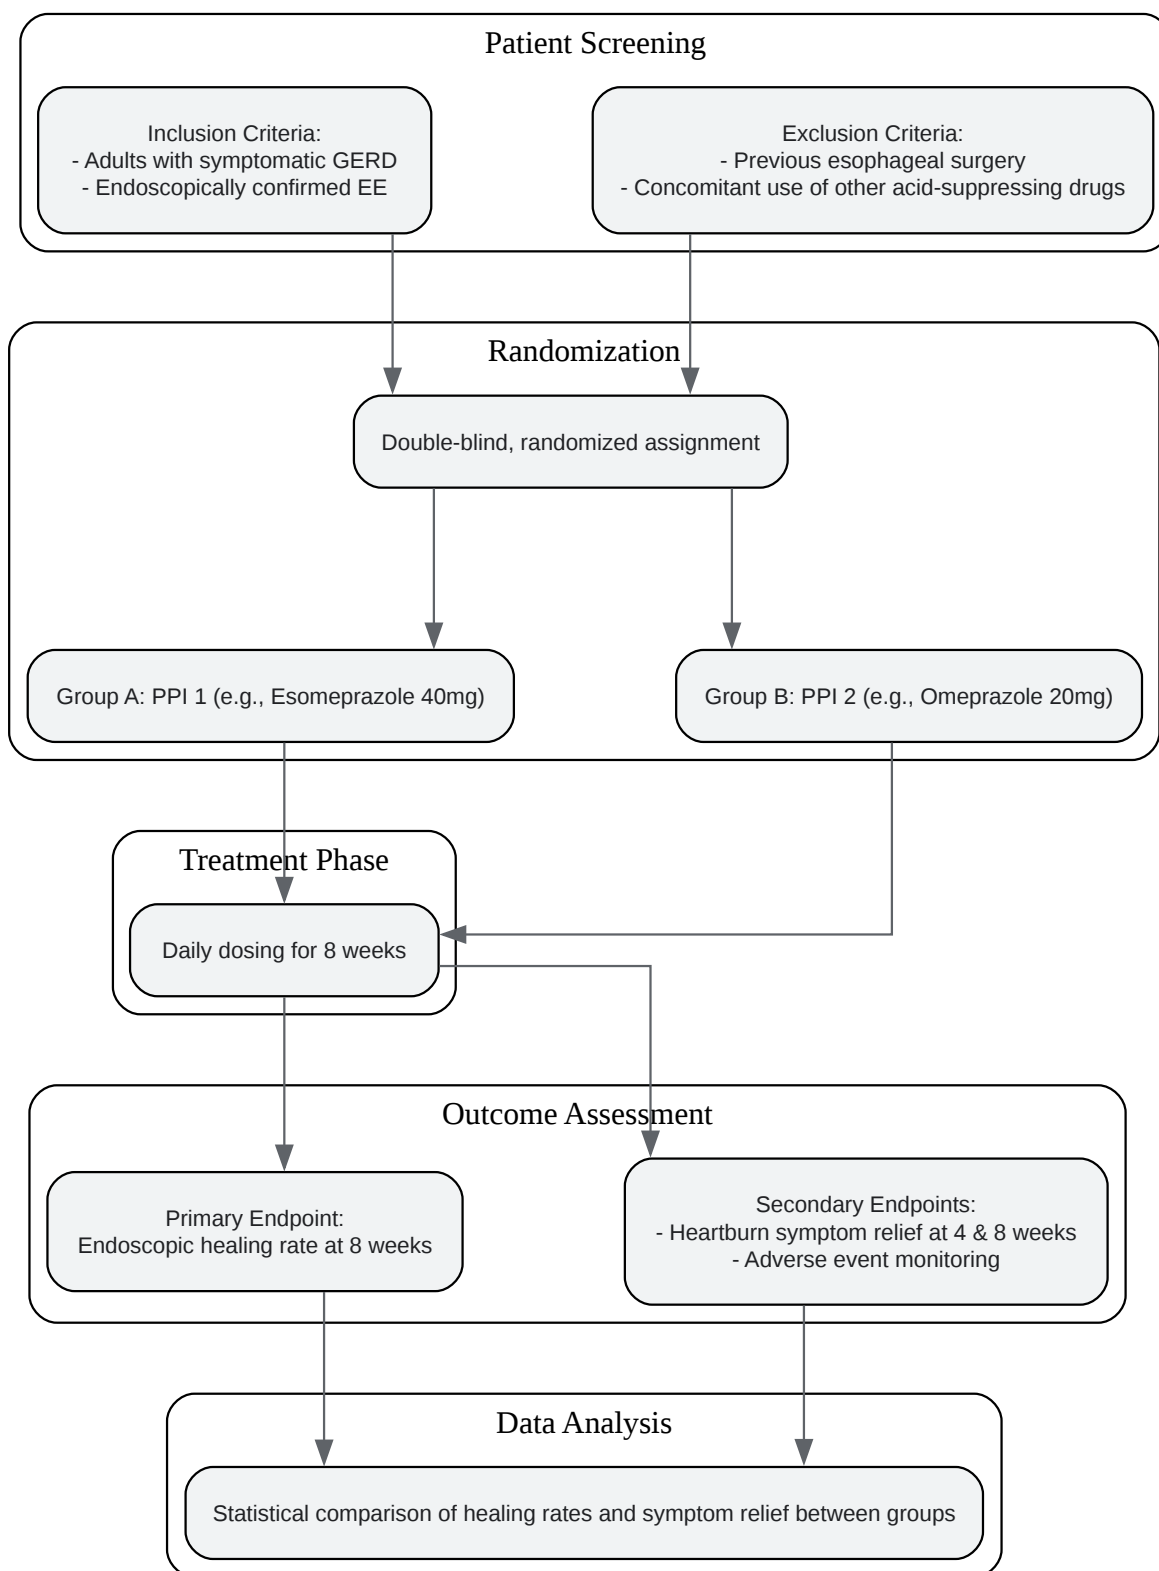 Patient Screening
Inclusion Criteria:
- Adults with symptomatic GERD
- Endoscopically confirmed EE
Exclusion Criteria:
- Previous esophageal surgery
- Concomitant use of other acid-suppressing drugs
Randomization
Double-blind, randomized assignment
Group A: PPI 1 (e.g., Esomeprazole 40mg)
Group B: PPI 2 (e.g., Omeprazole 20mg)
Treatment Phase
Daily dosing for 8 weeks
Outcome Assessment
Primary Endpoint:
Endoscopic healing rate at 8 weeks
Secondary Endpoints:
- Heartburn symptom relief at 4 & 8 weeks
- Adverse event monitoring
Data Analysis
Statistical comparison of healing rates and symptom relief between groups